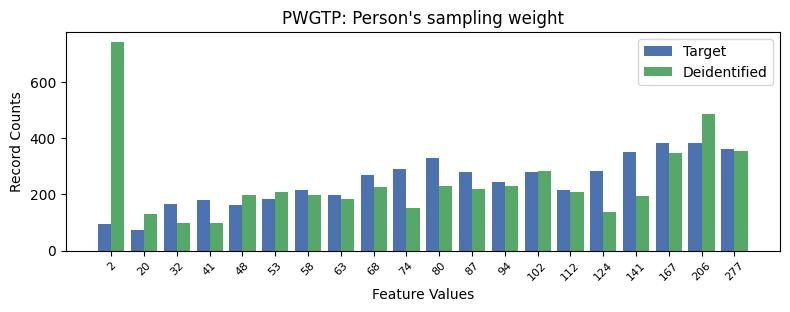 PWGTP: Person's sampling weight
Target
Deidentified
Record Counts
600
400
200
0
2 20 32 41 48 53 58 63 68 74 80 87 94 102 112 124 141 167 206 277
Feature Values